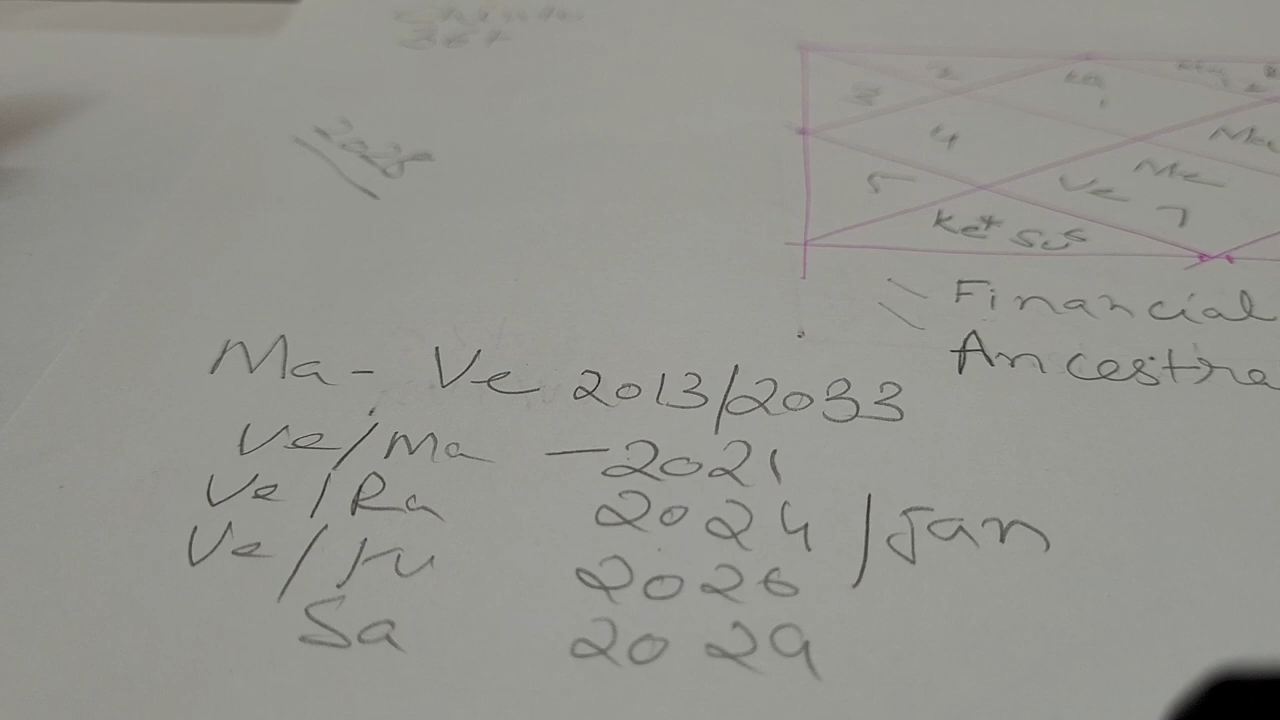 2028
3
4
5
Me
Ve 7
Ke Su
Financial
Ancestra
Ma - Ve 2013/2033
Ve/Ma - 2021
Ve/Ra 2024 /Jan
Ve/Ju 2026
Sa 2029